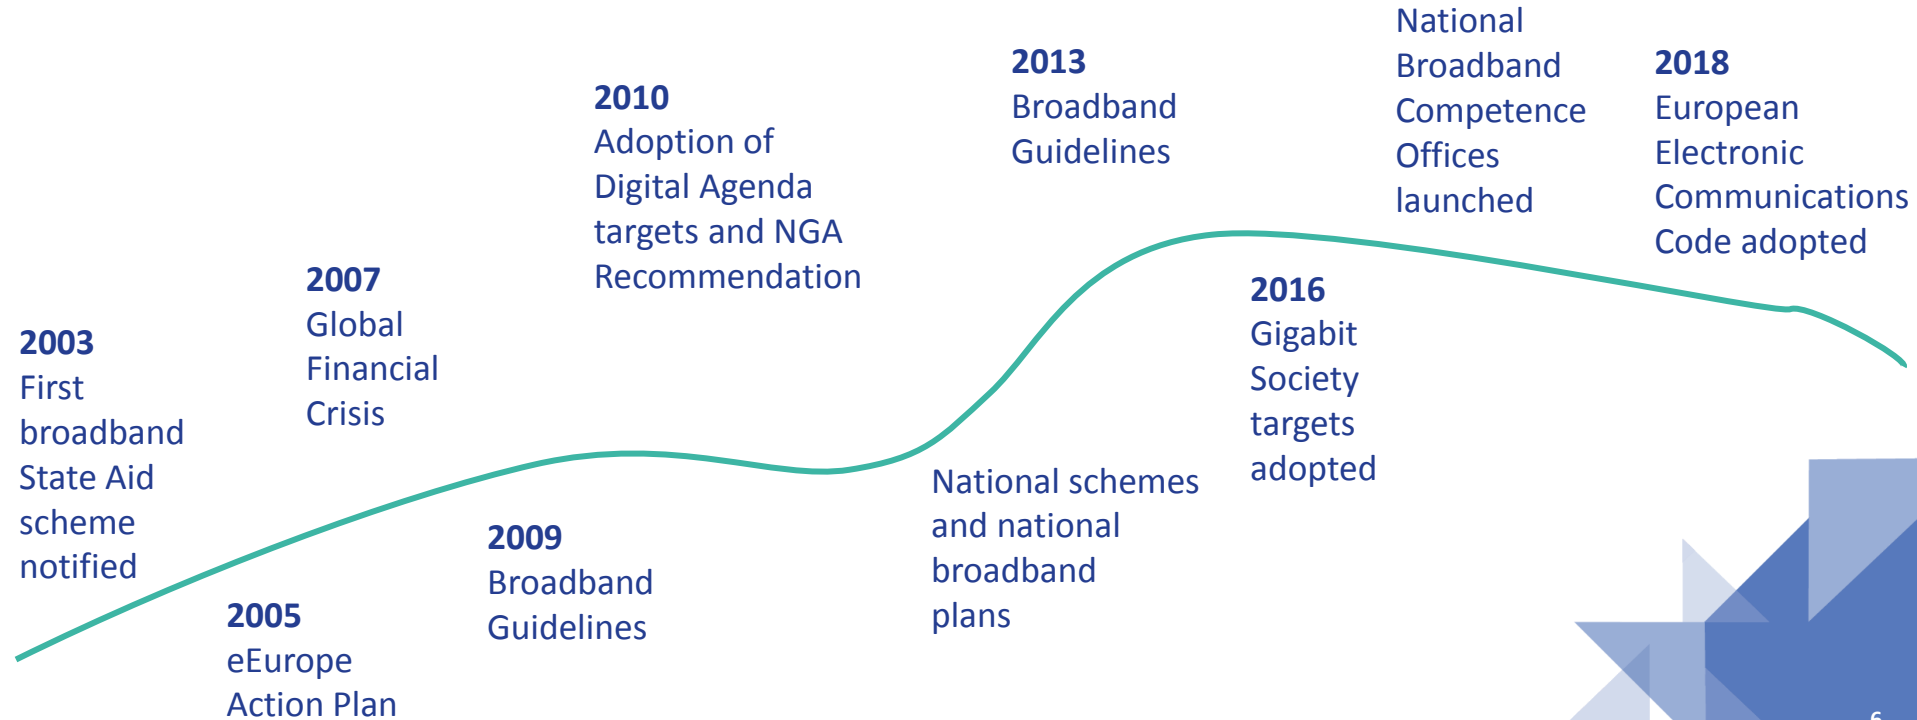 2003
First
broadband
State Aid
scheme
notified
2005
eEurope
Action Plan
2007
Global
Financial
Crisis
2009
Broadband
Guidelines
2010
Adoption of
Digital Agenda
targets and NGA
Recommendation
National schemes
and national
broadband
plans
2013
Broadband
Guidelines
2016
Gigabit
Society
targets
adopted
National
Broadband
Competence
Offices
launched
2018
European
Electronic
Communications
Code adopted
6